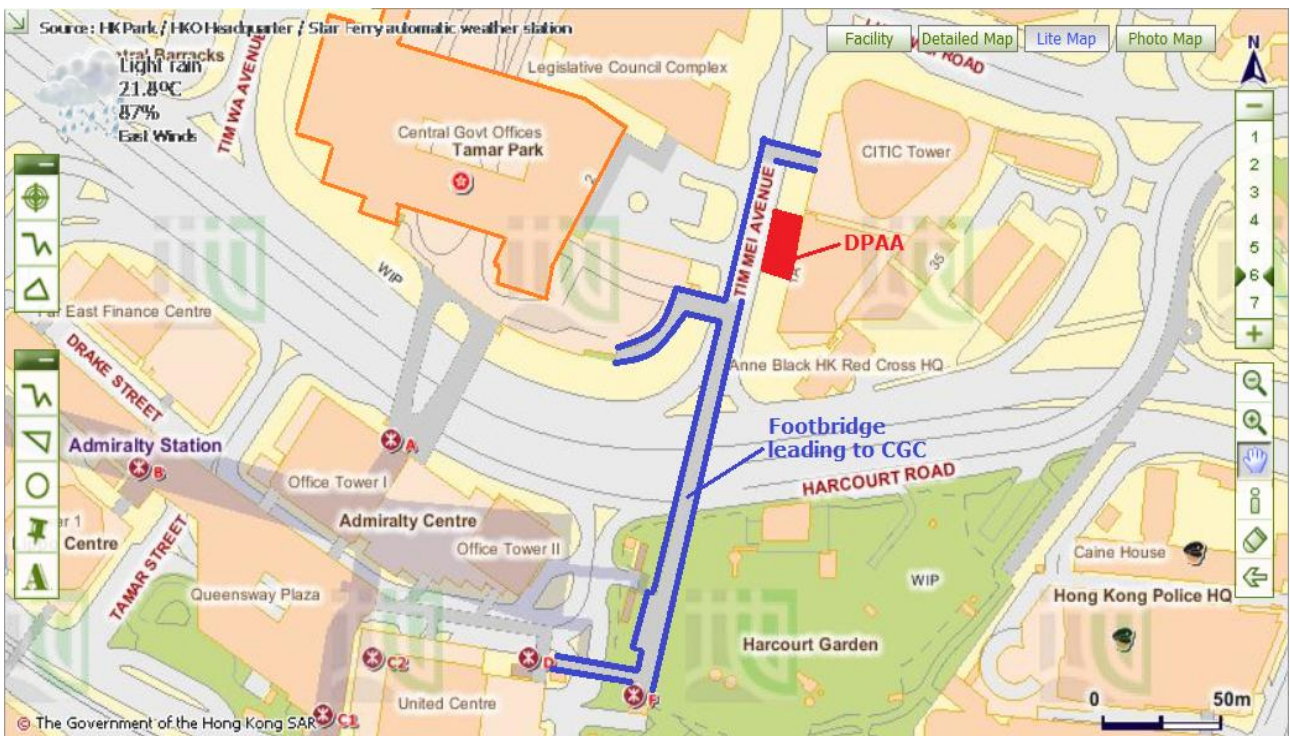 Source : HKPark / HKO Headquarter / Star Ferry automatic weather station
Light rain
21.8ºC
87%
East Winds
TIM WA AVENUE
Legislative Council Complex
Facility
Detailed Map
Lite Map
Photo Map
ROAD
N
Central Govt Offices
Tamar Park
2
CITIC Tower
TIM MEI AVENUE
DPAA
1A
35
WIP
1
2
3
4
5
6
7
Far East Finance Centre
DRAKE STREET
Anne Black HK Red Cross HQ
Admiralty Station
A
B
Footbridge
leading to CGC
HARCOURT ROAD
Office Tower I
Admiralty Centre
Office Tower II
Centre
TAMAR STREET
Queensway Plaza
WIP
Caine House
Hong Kong Police HQ
Harcourt Garden
C2
D
United Centre
F
C1
0
50m
A
© The Government of the Hong Kong SAR